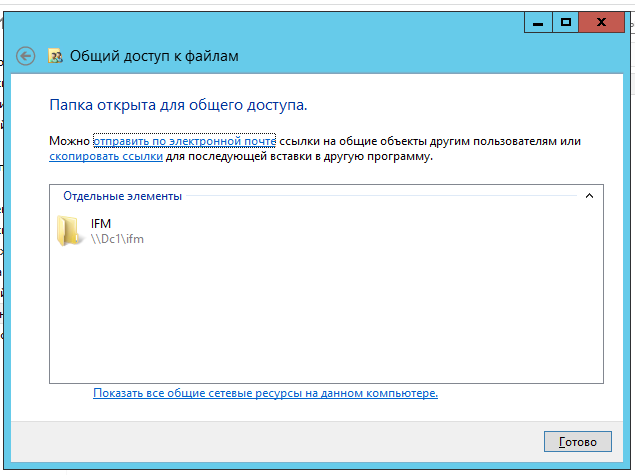 Общий доступ к файлам
Папка открыта для общего доступа.
Можно отправить по электронной почте ссылки на общие объекты другим пользователям или
скопировать ссылки для последующей вставки в другую программу.
Отдельные элементы
IFM
\\Dc1\ifm
Показать все общие сетевые ресурсы на данном компьютере.
Готово